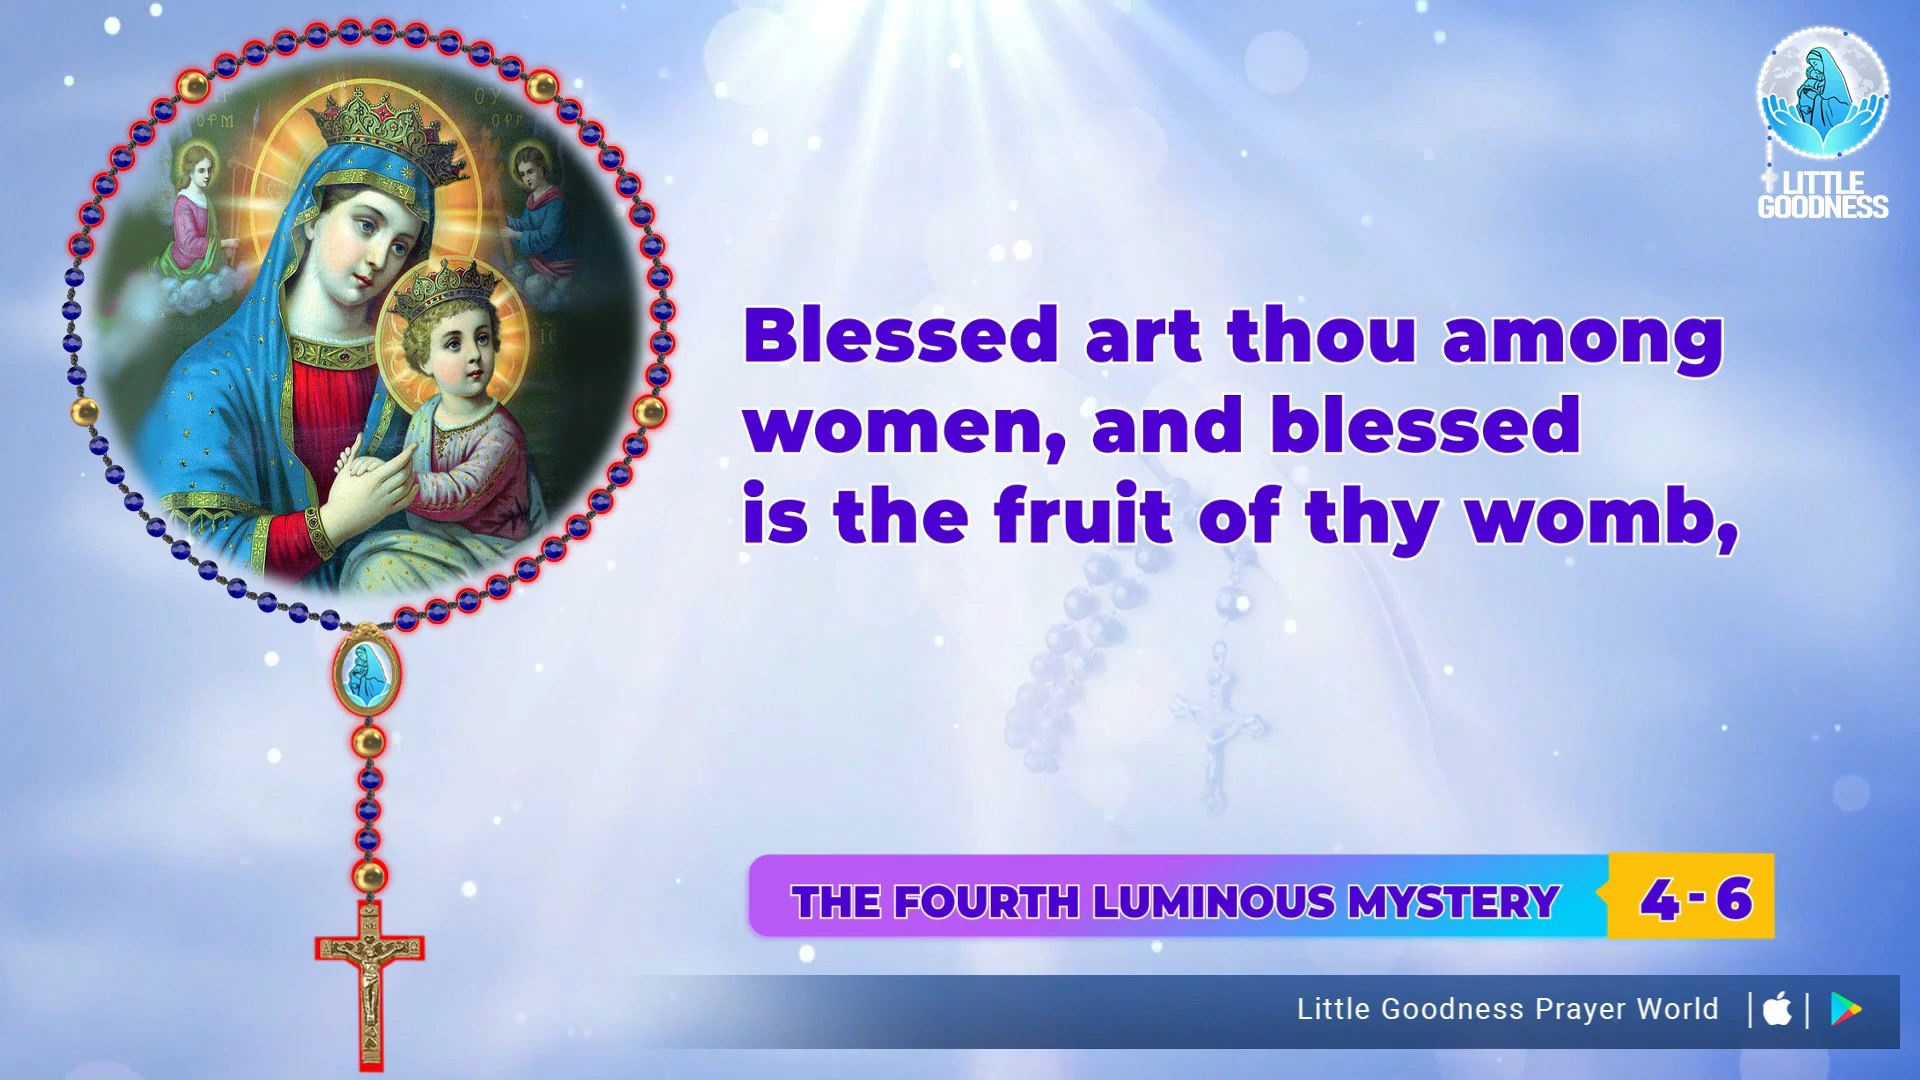 LITTLE
GOODNESS
Blessed art thou among
women, and blessed
is the fruit of thy womb,
THE FOURTH LUMINOUS MYSTERY
4 - 6
Little Goodness Prayer World